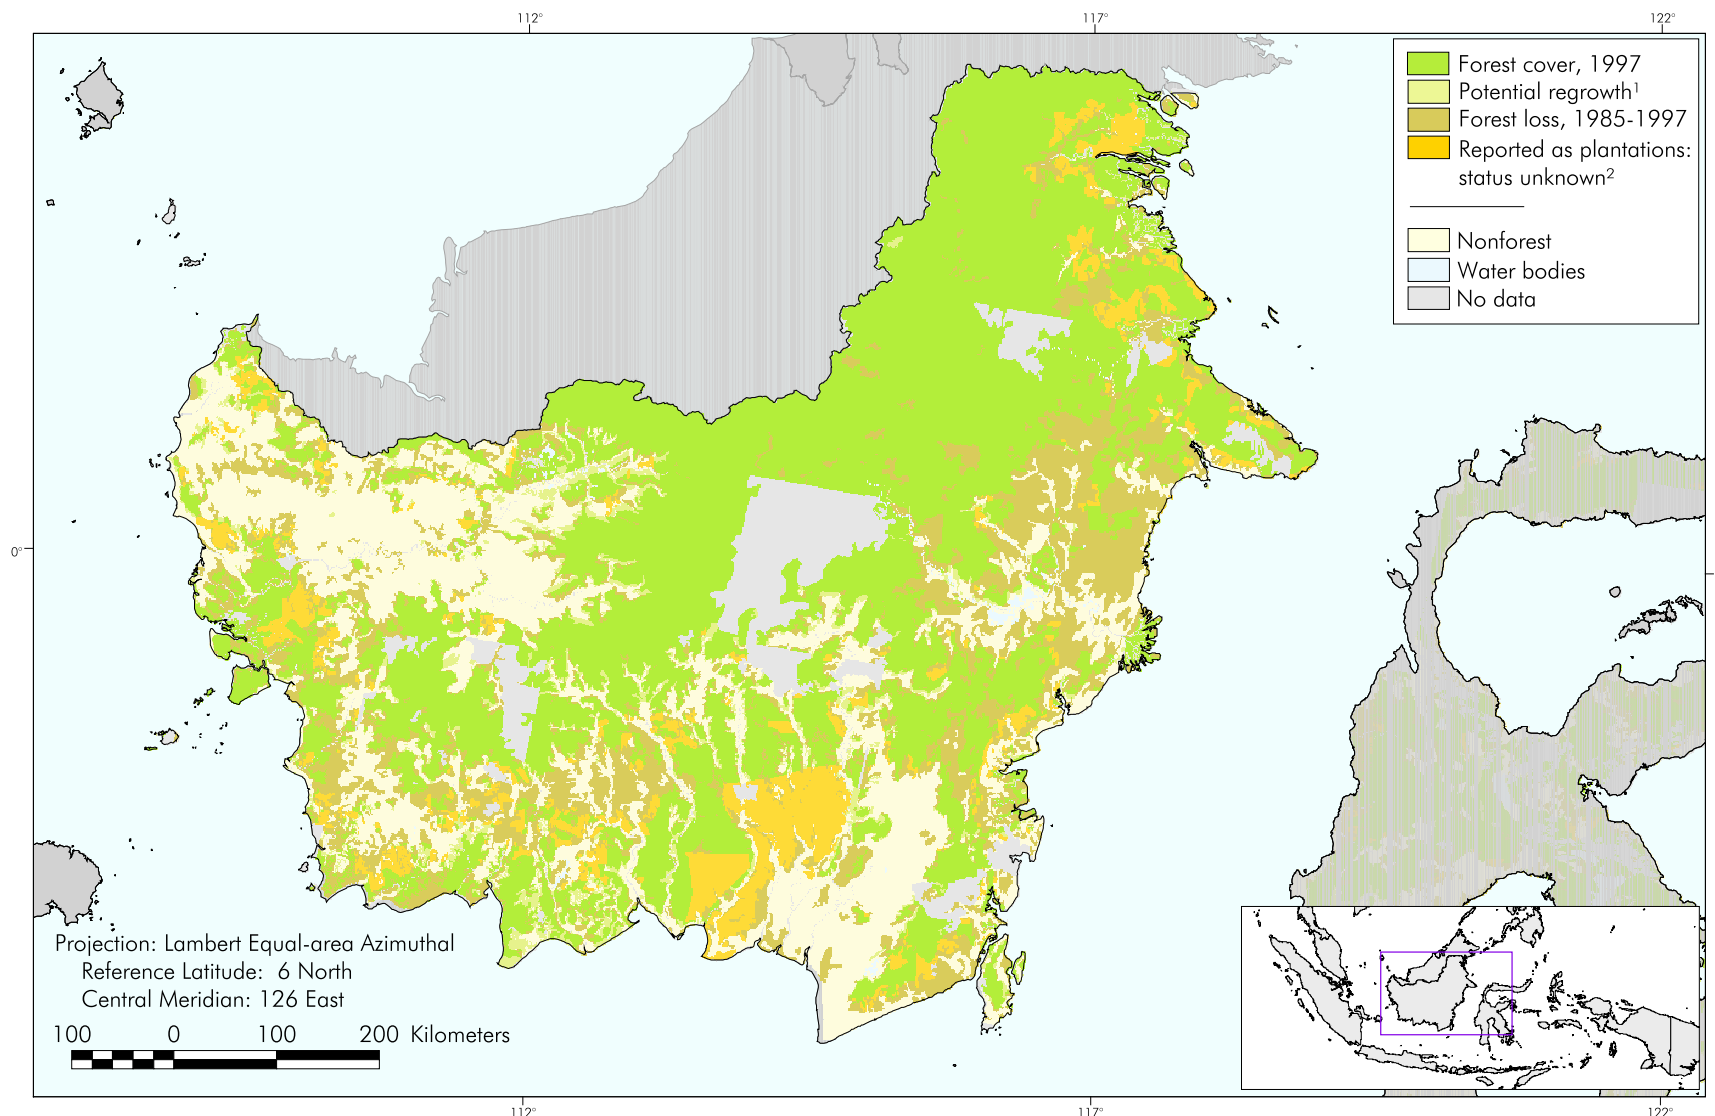 112°
117°
122°
Forest cover, 1997
Potential regrowth¹
Forest loss, 1985-1997
Reported as plantations:
status unknown²
Nonforest
Water bodies
No data
0°
Projection: Lambert Equal-area Azimuthal
Reference Latitude: 6 North
Central Meridian: 126 East
100 0 100 200 Kilometers
112°
117°
122°